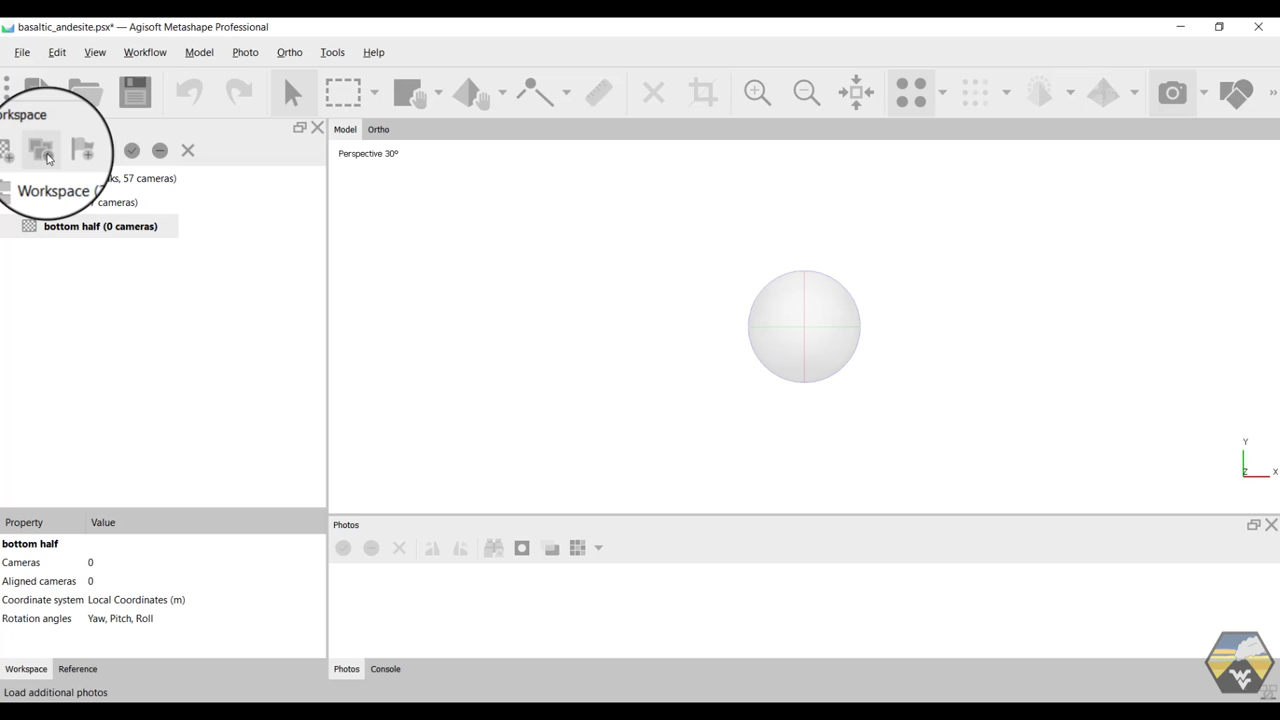 basaltic_andesite.psx* — Agisoft Metashape Professional
File Edit View Workflow Model Photo Ortho Tools Help
orkspace
Model Ortho
Perspective 30°
ks, 57 cameras)
Workspace (
cameras)
bottom half (0 cameras)
Y
Z X
Property Value
Photos
bottom half
Cameras 0
Aligned cameras 0
Coordinate system Local Coordinates (m)
Rotation angles Yaw, Pitch, Roll
Workspace Reference
Photos Console
Load additional photos